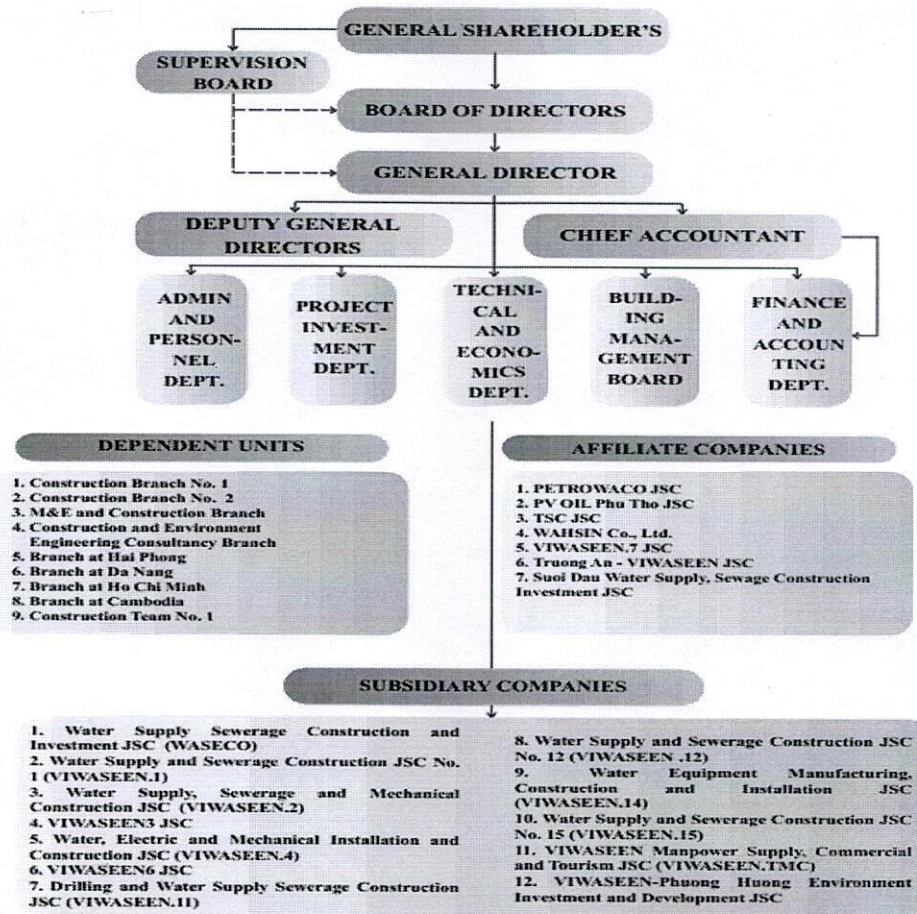 GENERAL SHAREHOLDER'S
SUPERVISION
BOARD
BOARD OF DIRECTORS
GENERAL DIRECTOR
DEPUTY GENERAL
DIRECTORS
CHIEF ACCOUNTANT
ADMIN
AND
PERSON-
NEL
DEPT.
PROJECT
INVEST-
MENT
DEPT.
TECHNI-
CAL
AND
ECONO-
MICS
DEPT.
BUILD-
ING
MANA-
GEMENT
BOARD
FINANCE
AND
ACCOUN
TING
DEPT.
DEPENDENT UNITS
1. Construction Branch No. 1
2. Construction Branch No. 2
3. M&E and Construction Branch
4. Construction and Environment
Engineering Consultancy Branch
5. Branch at Hai Phong
6. Branch at Da Nang
7. Branch at Ho Chi Minh
8. Branch at Cambodia
9. Construction Team No. 1
AFFILIATE COMPANIES
1. PETROWACO JSC
2. PV OIL Phu Tho JSC
3. TSC JSC
4. WAHSIN Co., Ltd.
5. VIWASEEN.7 JSC
6. Truong An - VIWASEEN JSC
7. Suoi Dau Water Supply, Sewage Construction
Investment JSC
SUBSIDIARY COMPANIES
1. Water Supply Sewerage Construction and
Investment JSC (WASECO)
2. Water Supply and Sewerage Construction JSC No.
1 (VIWASEEN.1)
3. Water Supply, Sewerage and Mechanical
Construction JSC (VIWASEEN.2)
4. VIWASEEN3 JSC
5. Water, Electric and Mechanical Installation and
Construction JSC (VIWASEEN.4)
6. VIWASEEN6 JSC
7. Drilling and Water Supply Sewerage Construction
JSC (VIWASEEN.11)
8. Water Supply and Sewerage Construction JSC
No. 12 (VIWASEEN .12)
9. Water Equipment Manufacturing,
Construction and Installation JSC
(VIWASEEN.14)
10. Water Supply and Sewerage Construction JSC
No. 15 (VIWASEEN.15)
11. VIWASEEN Manpower Supply, Commercial
and Tourism JSC (VIWASEEN.TMC)
12. VIWASEEN-Phuong Huong Environment
Investment and Development JSC